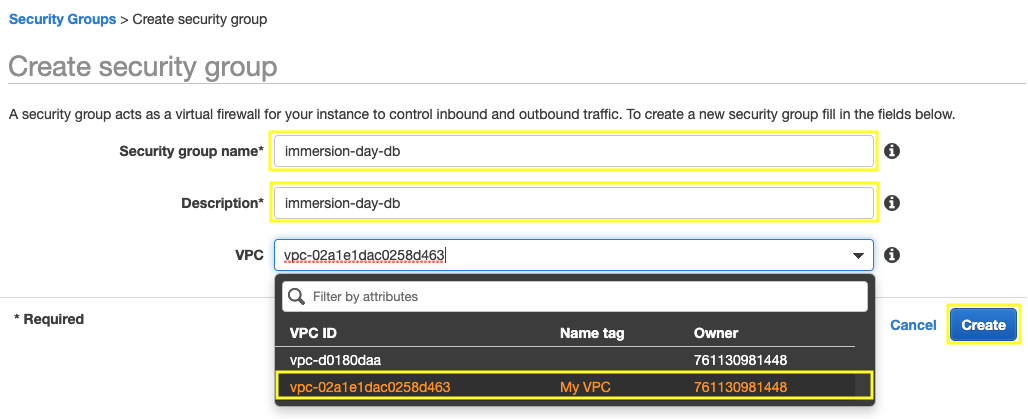 Security Groups > Create security group
Create security group
A security group acts as a virtual firewall for your instance to control inbound and outbound traffic. To create a new security group fill in the fields below.
Security group name* immersion-day-db
Description* immersion-day-db
VPC vpc-02a1e1dac0258d463
Filter by attributes
* Required
Cancel Create
VPC ID Name tag Owner
vpc-d0180daa 761130981448
vpc-02a1e1dac0258d463 My VPC 761130981448